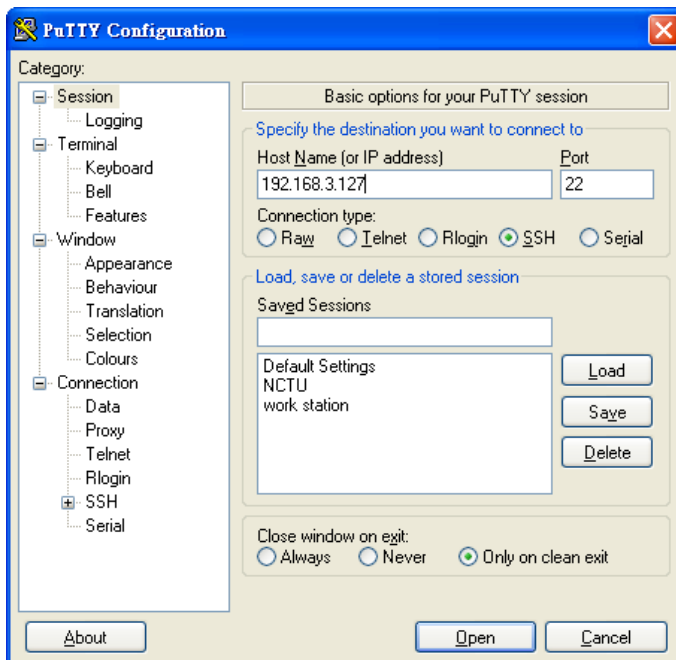 PuTTY Configuration
Category:
Session
Logging
Terminal
Keyboard
Bell
Features
Window
Appearance
Behaviour
Translation
Selection
Colours
Connection
Data
Proxy
Telnet
Rlogin
SSH
Serial
Basic options for your PuTTY session
Specify the destination you want to connect to
Host Name (or IP address) Port
192.168.3.127 22
Connection type:
Raw Telnet Rlogin SSH Serial
Load, save or delete a stored session
Saved Sessions
Default Settings
NCTU
work station
Load
Save
Delete
Close window on exit:
Always Never Only on clean exit
About Open Cancel